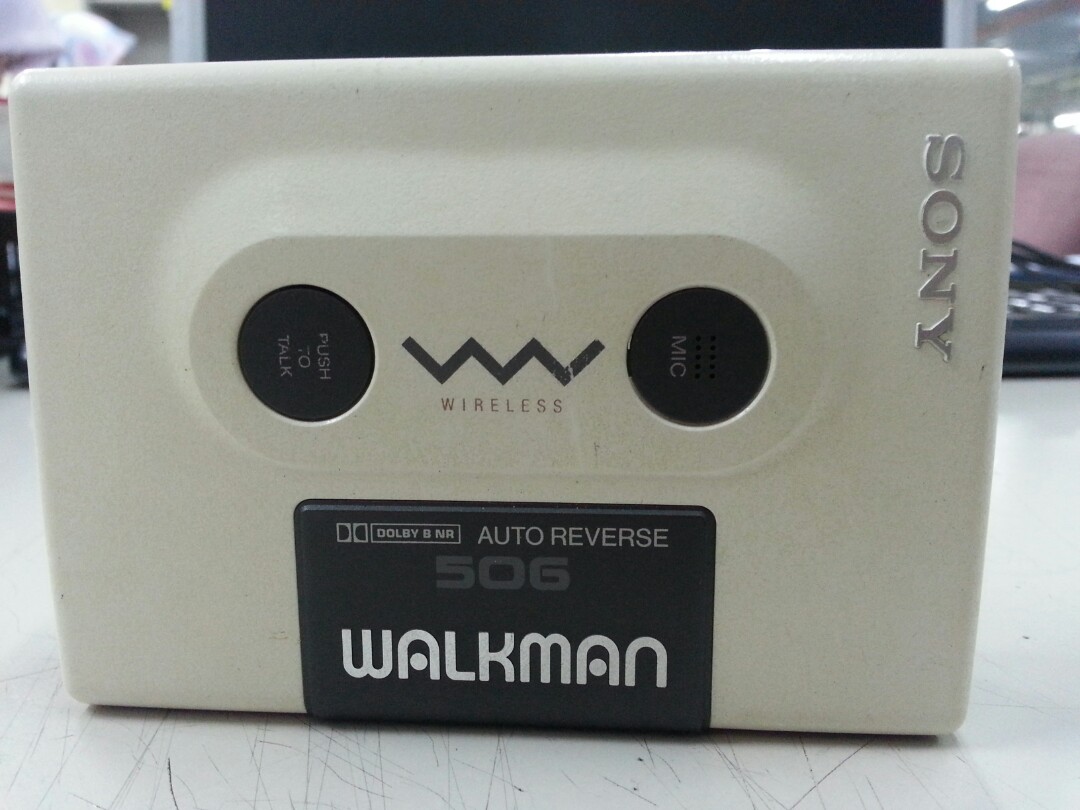 SONY
PUSH
TO
TALK
MIC
WIRELESS
DOLBY B NR AUTO REVERSE
506
WALKMAN